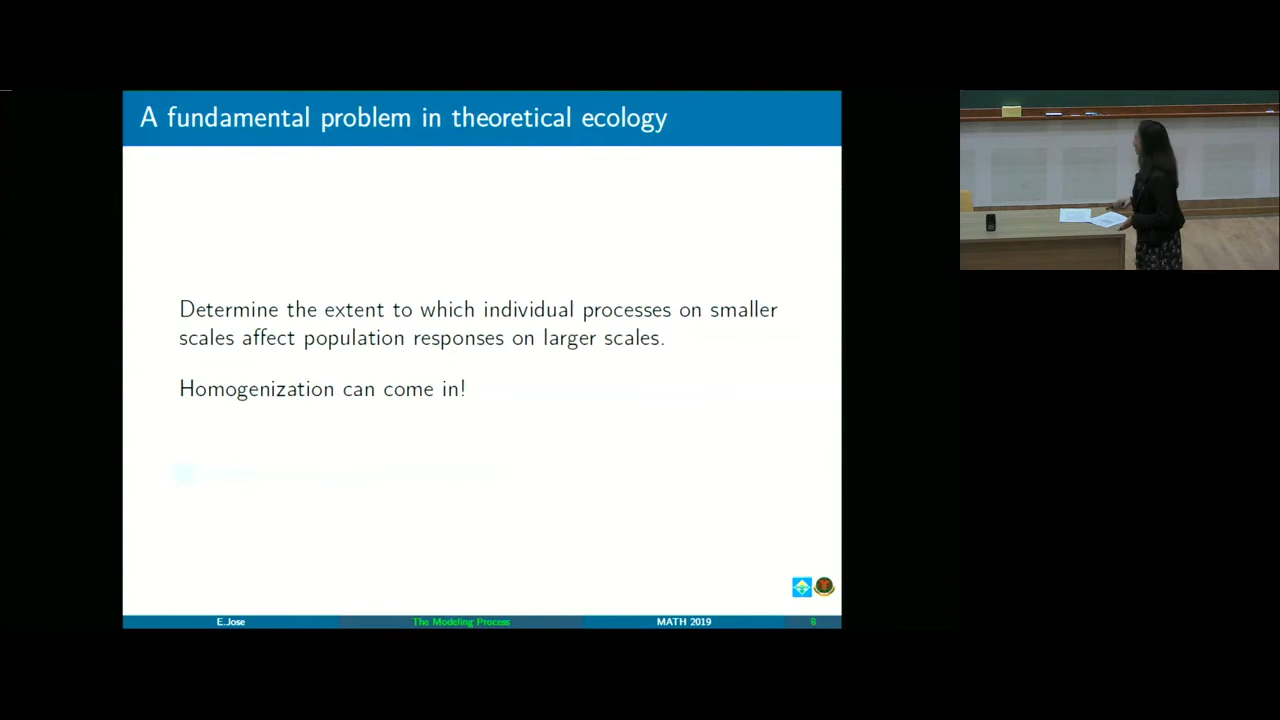 A fundamental problem in theoretical ecology
Determine the extent to which individual processes on smaller
scales affect population responses on larger scales.
Homogenization can come in!
E.Jose The Modeling Process MATH 2019 6